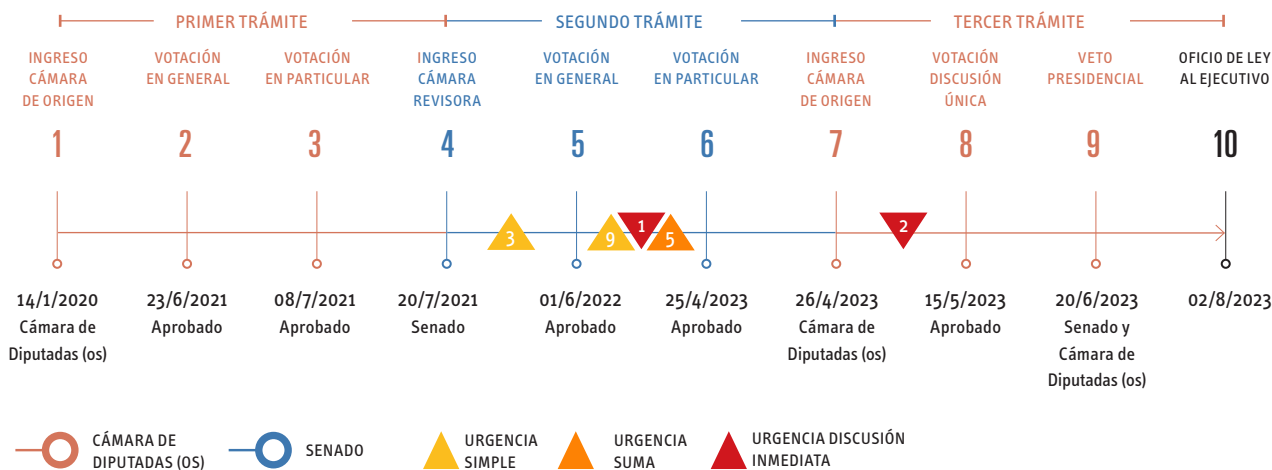 PRIMER TRÁMITE
SEGUNDO TRÁMITE
TERCER TRÁMITE
INGRESO
CÁMARA
DE ORIGEN
1
VOTACIÓN
EN GENERAL
2
VOTACIÓN
EN PARTICULAR
3
INGRESO
CÁMARA
REVISORA
4
VOTACIÓN
EN GENERAL
5
VOTACIÓN
EN PARTICULAR
6
INGRESO
CÁMARA
DE ORIGEN
7
VOTACIÓN
DISCUSIÓN
ÚNICA
8
VETO
PRESIDENCIAL
9
OFICIO DE LEY
AL EJECUTIVO
10
3
9
1
5
2
14/1/2020
Cámara de
Diputadas (os)
23/6/2021
Aprobado
08/7/2021
Aprobado
20/7/2021
Senado
01/6/2022
Aprobado
25/4/2023
Aprobado
26/4/2023
Cámara de
Diputadas (os)
15/5/2023
Aprobado
20/6/2023
Senado y
Cámara de
Diputadas (os)
02/8/2023
CÁMARA DE
DIPUTADAS (OS)
SENADO
URGENCIA
SIMPLE
URGENCIA
SUMA
URGENCIA DISCUSIÓN
INMEDIATA